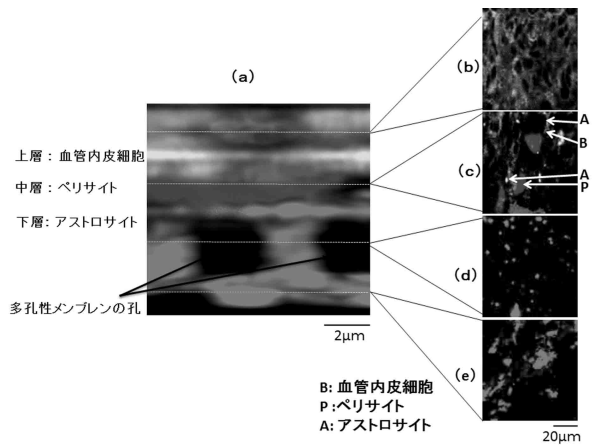 (a)
(b)
上層：血管内皮細胞
A
B
(c)
中層：ペリサイト
A
P
下層：アストロサイト
(d)
多孔性メンブレンの孔
2μm
(e)
B: 血管内皮細胞
P :ペリサイト
A: アストロサイト
20μm